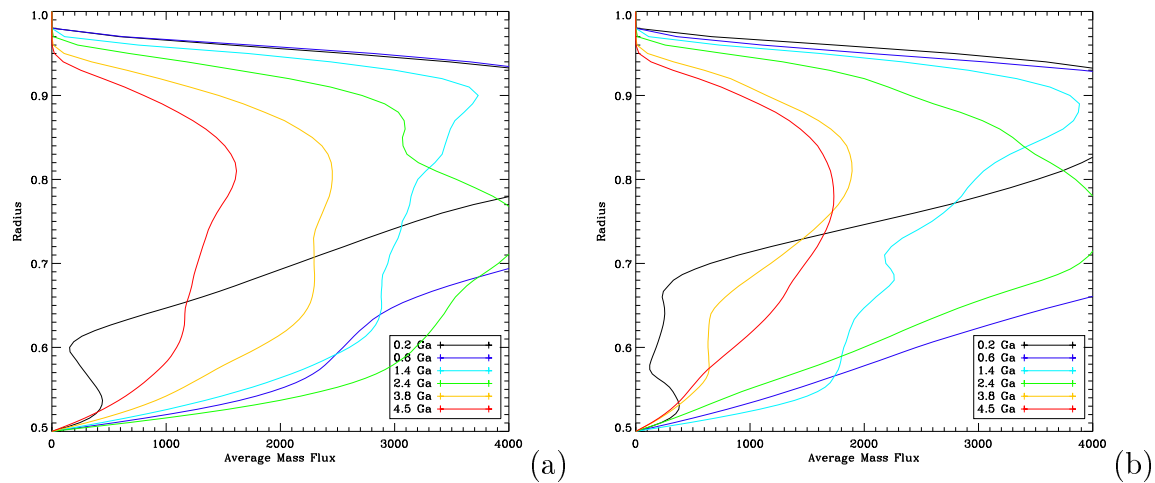 1.0
0.9
0.8
0.7
0.6
0.5
Radius
0.2 Ga
0.6 Ga
1.4 Ga
2.4 Ga
3.8 Ga
4.5 Ga
0 1000 2000 3000 4000
Average Mass Flux
(a)
1.0
0.9
0.8
0.7
0.6
0.5
Radius
0.2 Ga
0.6 Ga
1.4 Ga
2.4 Ga
3.8 Ga
4.5 Ga
0 1000 2000 3000 4000
Average Mass Flux
(b)